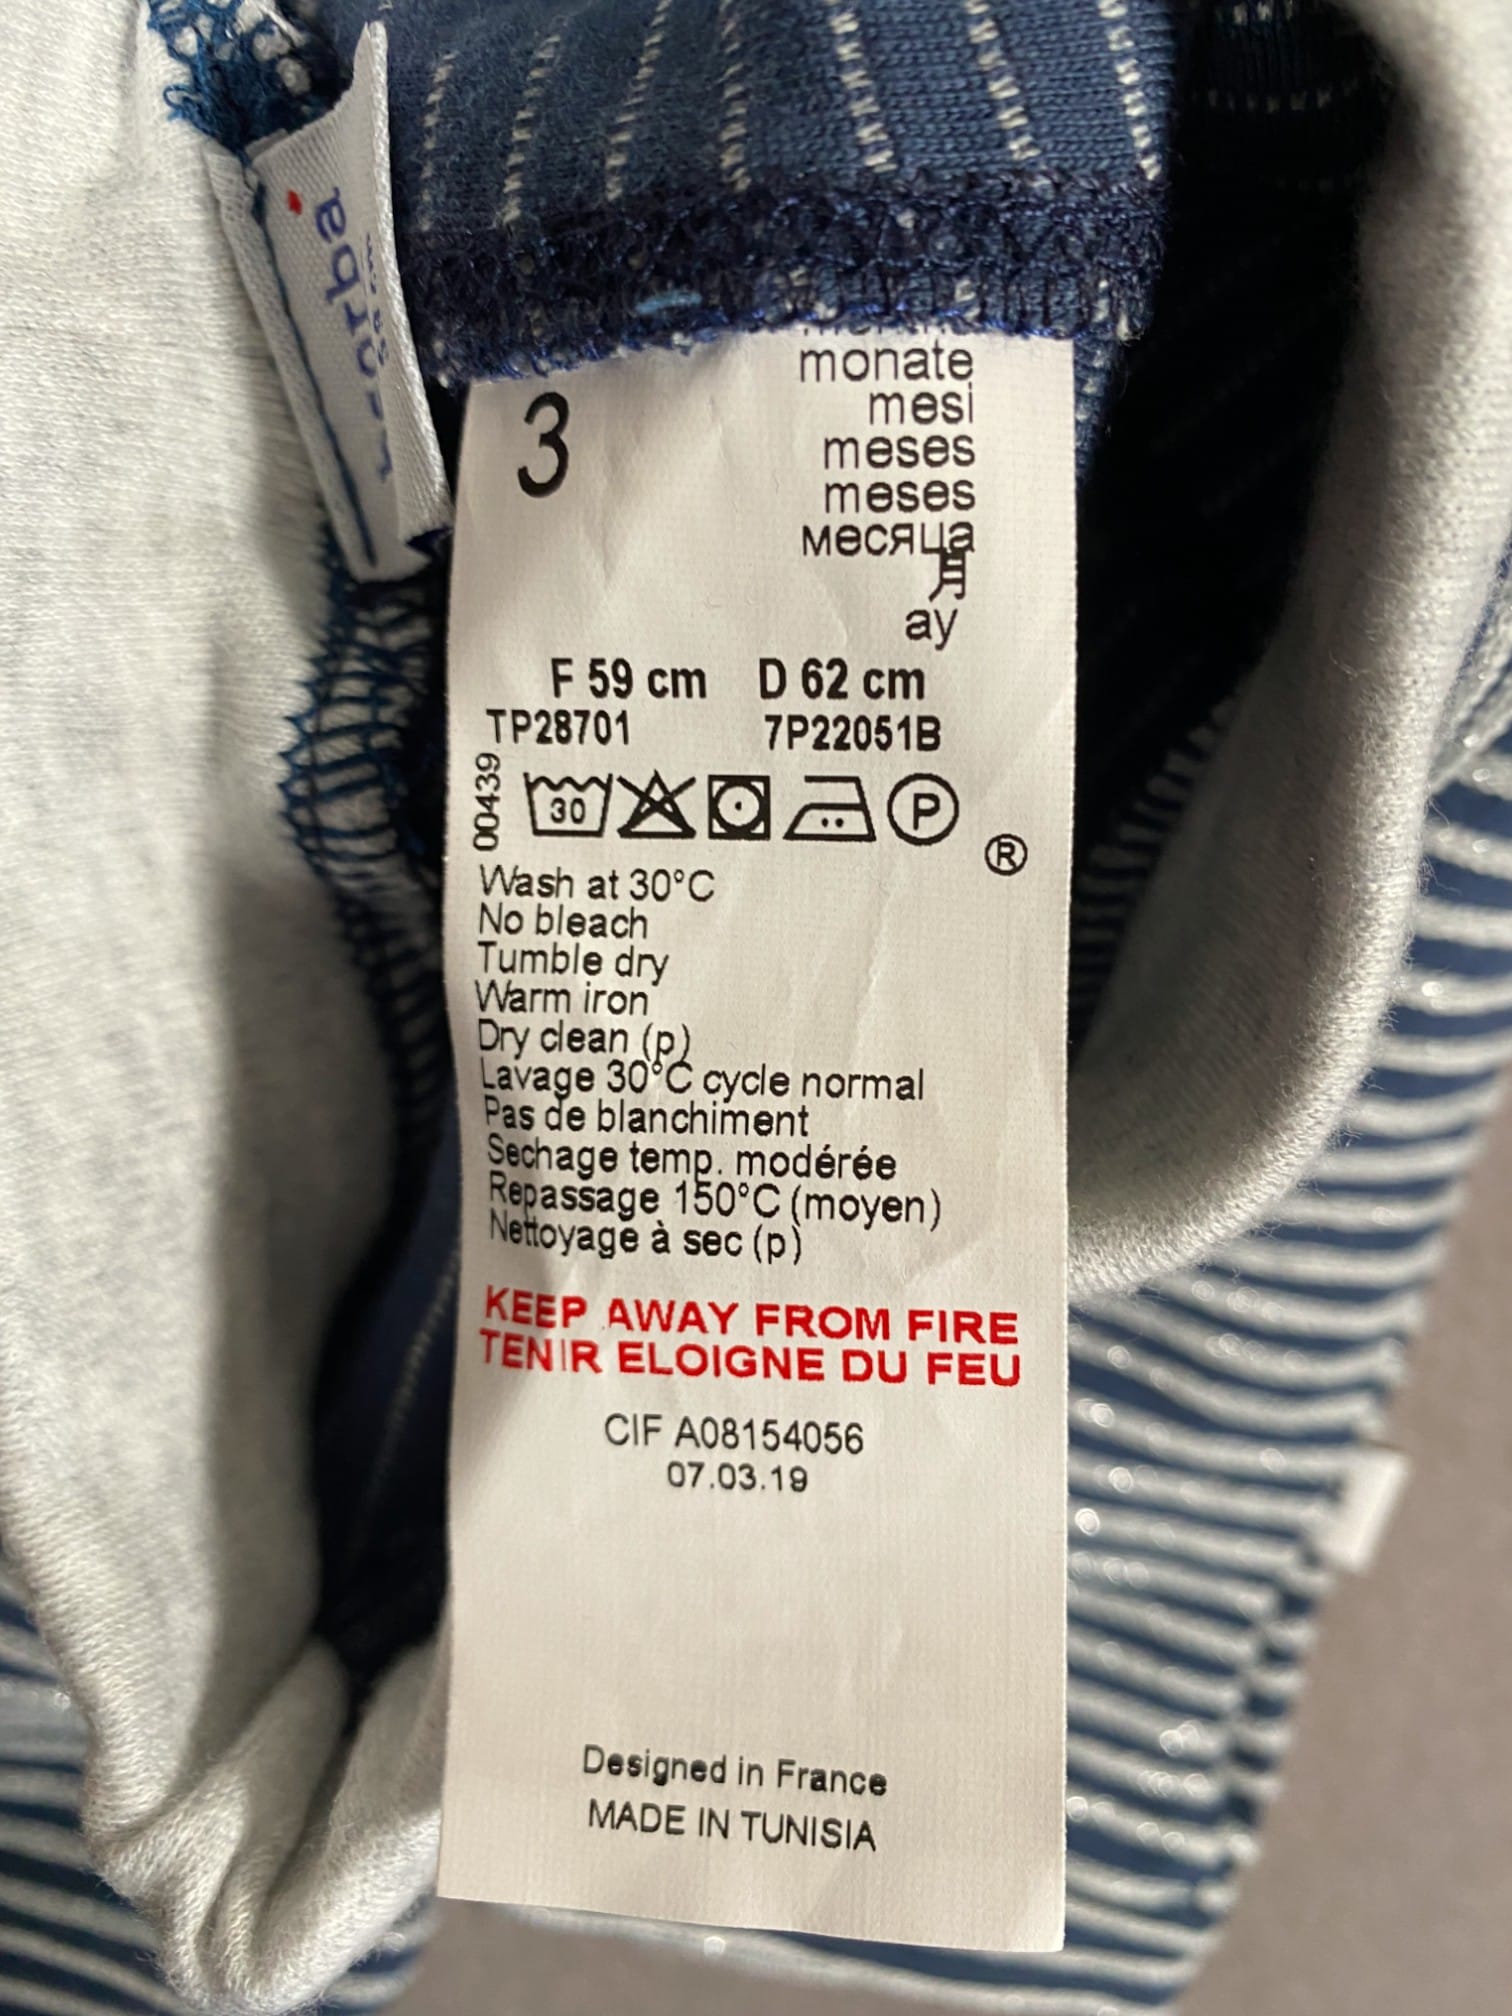 monate
3
mesi
meses
meses
месяца
月
ay
F 59 cm D 62 cm
TP28701 7P22051B
00439
30 P
®
Wash at 30°C
No bleach
Tumble dry
Warm iron
Dry clean (p)
Lavage 30°C cycle normal
Pas de blanchiment
Sechage temp. modérée
Repassage 150°C (moyen)
Nettoyage à sec (p)
KEEP AWAY FROM FIRE
TENIR ELOIGNE DU FEU
CIF A08154056
07.03.19
Designed in France
MADE IN TUNISIA